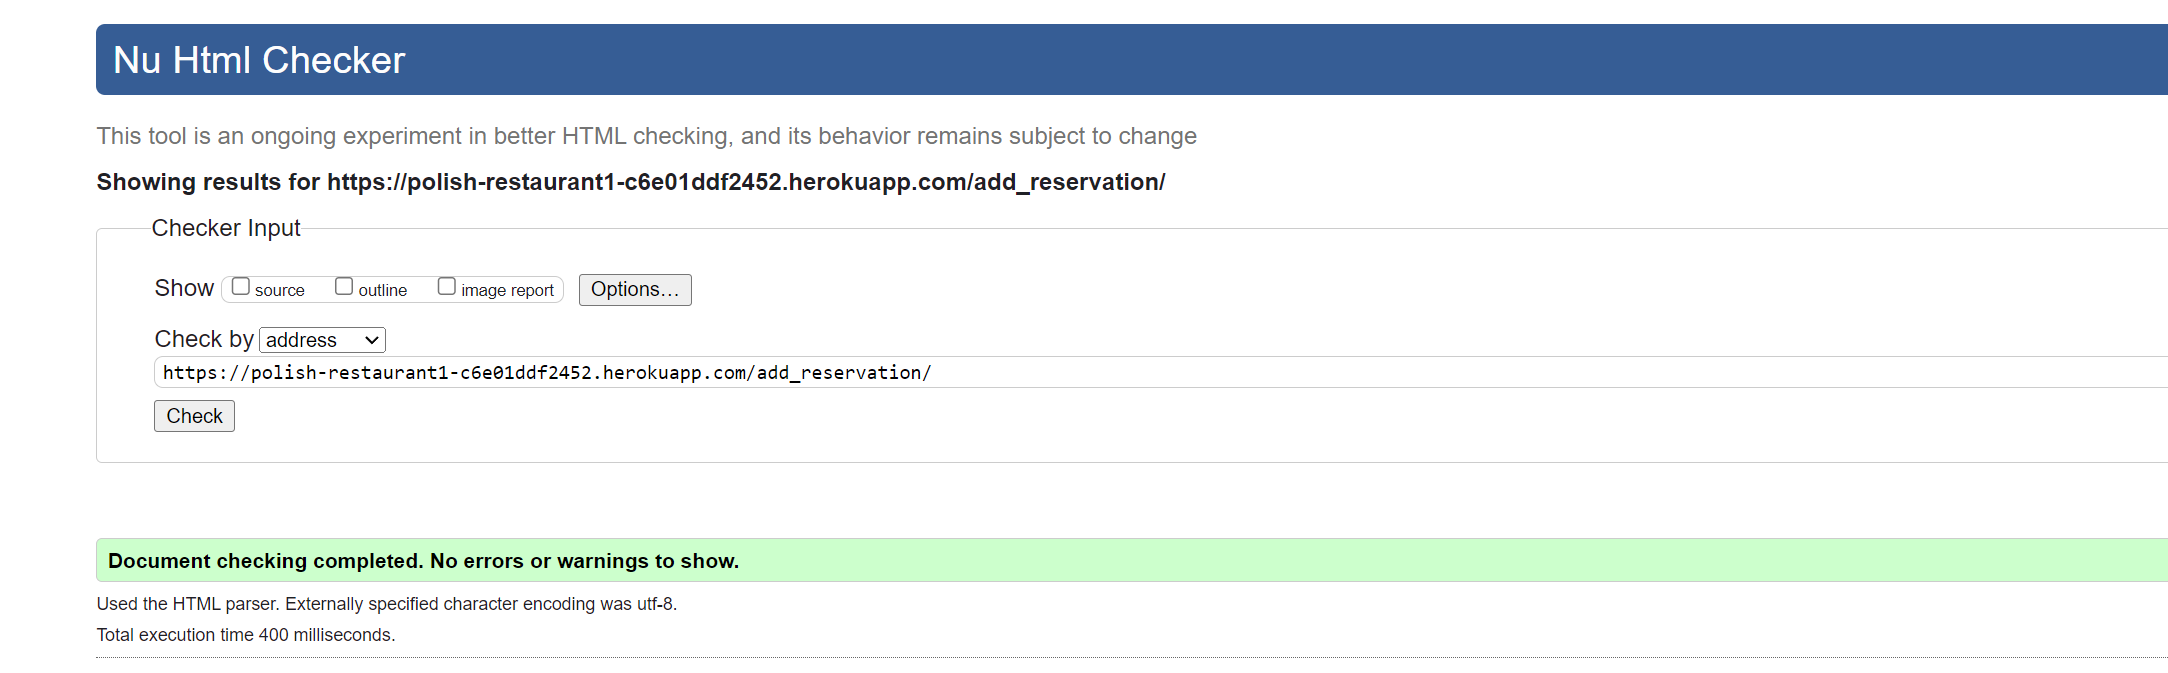 Nu Html Checker
This tool is an ongoing experiment in better HTML checking, and its behavior remains subject to change
Showing results for https://polish-restaurant1-c6e01ddf2452.herokuapp.com/add_reservation/
Checker Input
Show source outline image report Options...
Check by address
https://polish-restaurant1-c6e01ddf2452.herokuapp.com/add_reservation/
Check
Document checking completed. No errors or warnings to show.
Used the HTML parser. Externally specified character encoding was utf-8.
Total execution time 400 milliseconds.